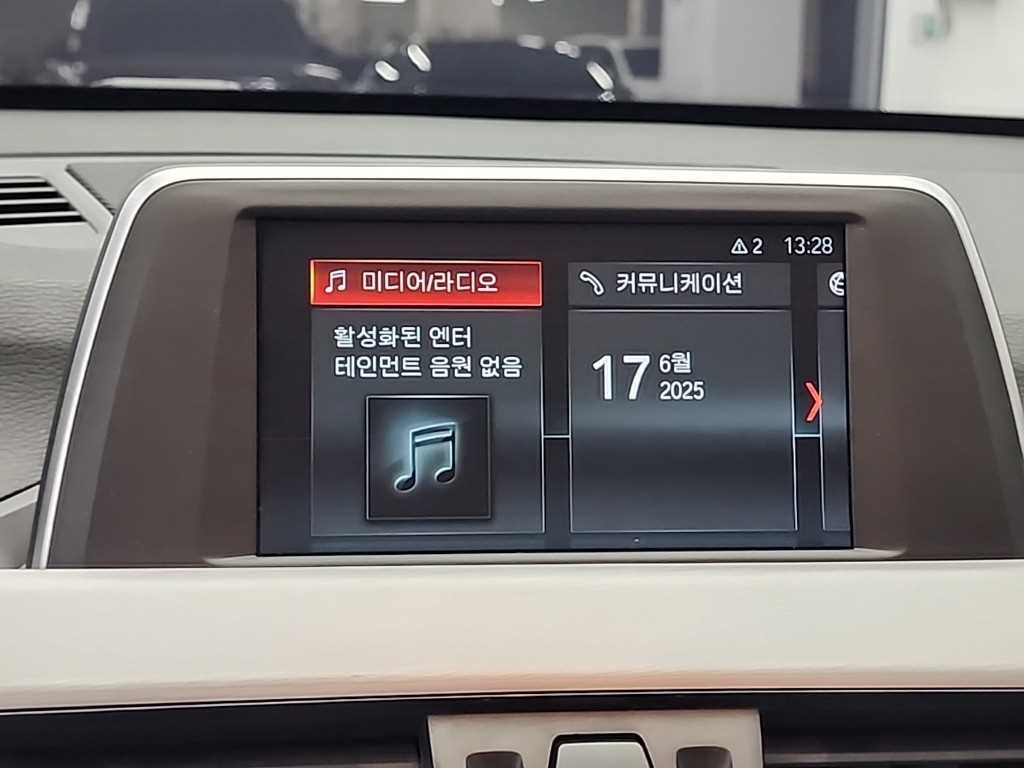 2 13:28
미디어/라디오
활성화된 엔터
테인먼트 음원 없음
커뮤니케이션
17 6월
2025